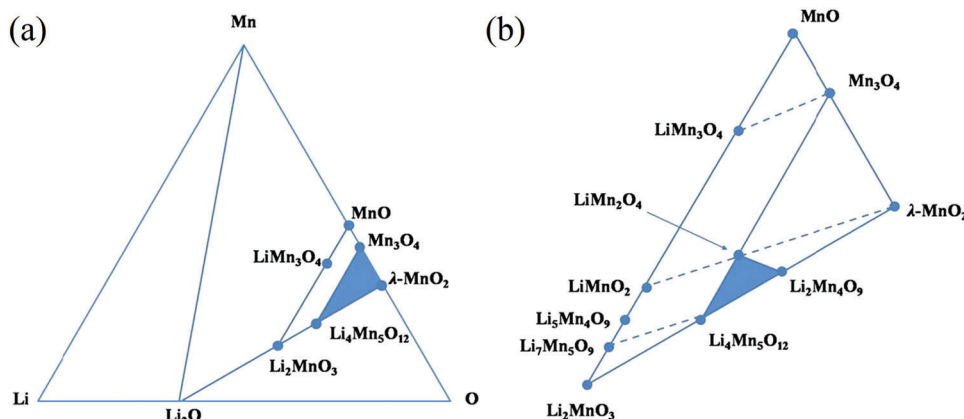 (a)
Mn
MnO
Mn3O4
LiMn3O4
λ-MnO2
Li4Mn5O12
Li2MnO3
Li
Li2O
O
(b)
MnO
Mn3O4
LiMn3O4
LiMn2O4
λ-MnO2
LiMnO2
Li2Mn4O9
Li5Mn4O9
Li7Mn5O9
Li4Mn5O12
Li2MnO3